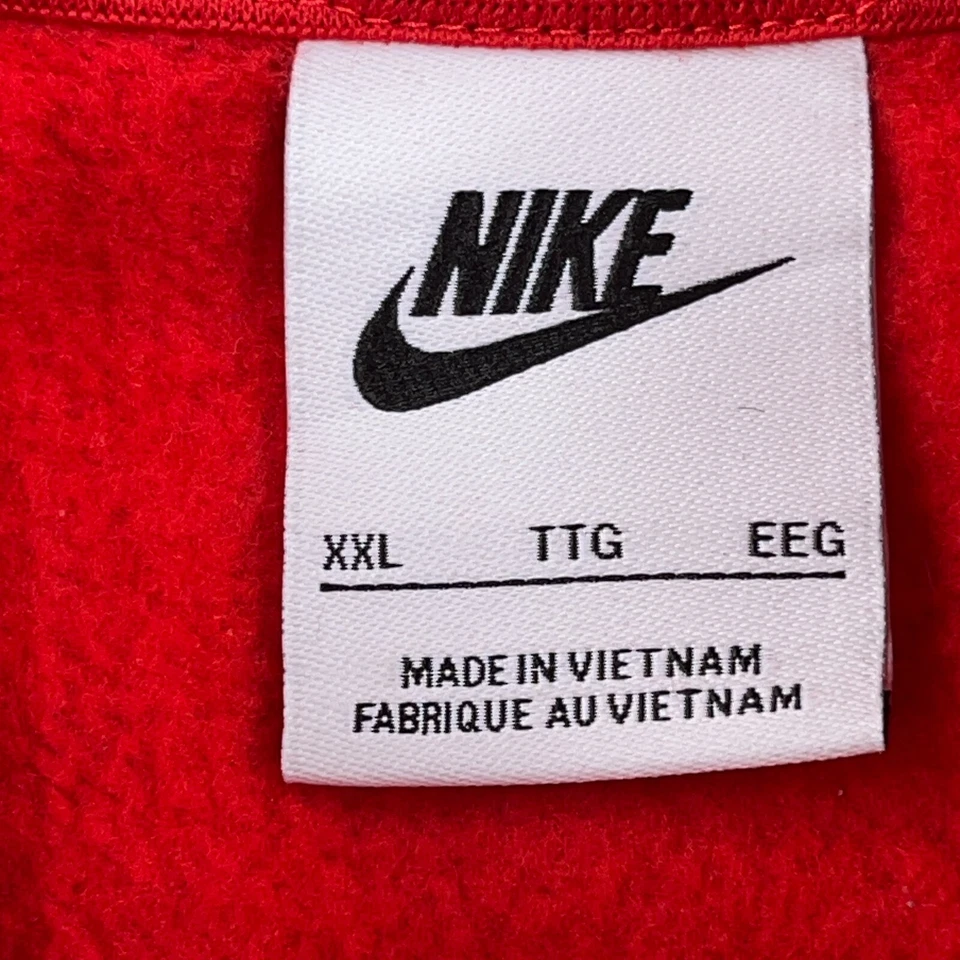 NIKE
XXL TTG EEG
MADE IN VIETNAM
FABRIQUE AU VIETNAM